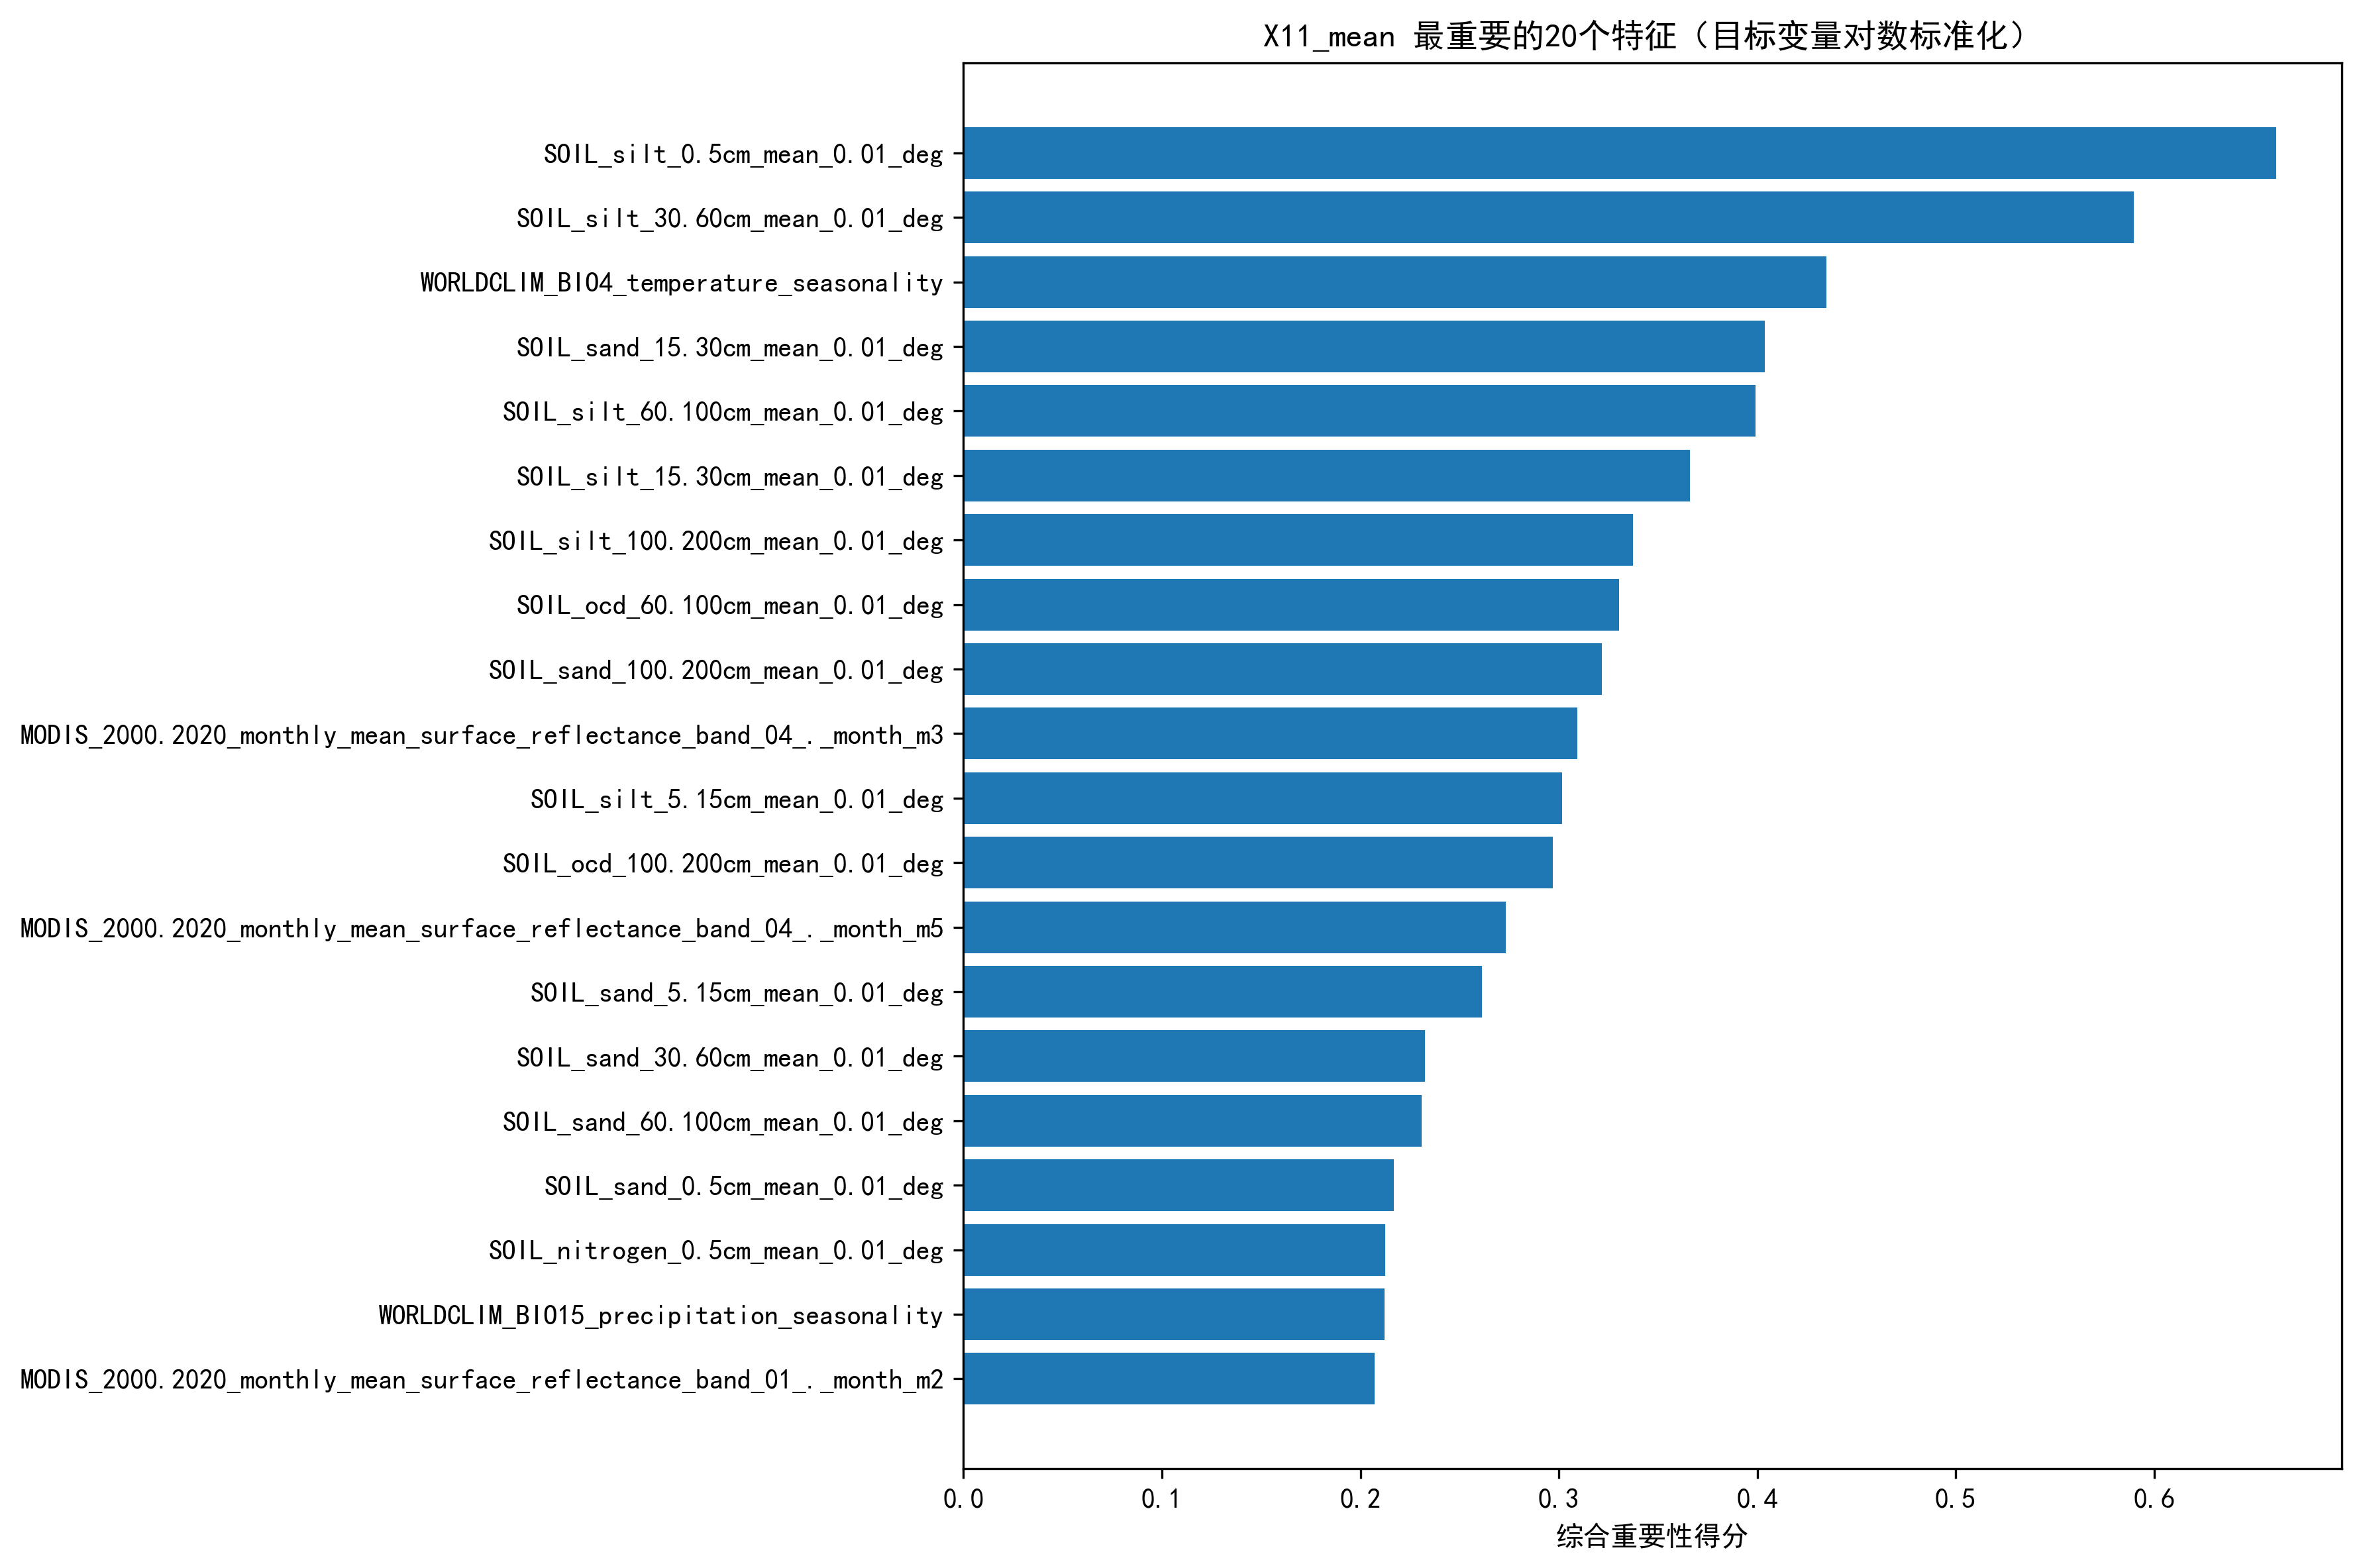 X11_mean 最重要的20个特征（目标变量对数标准化）
SOIL_silt_0.5cm_mean_0.01_deg
SOIL_silt_30.60cm_mean_0.01_deg
WORLDCLIM_BIO4_temperature_seasonality
SOIL_sand_15.30cm_mean_0.01_deg
SOIL_silt_60.100cm_mean_0.01_deg
SOIL_silt_15.30cm_mean_0.01_deg
SOIL_silt_100.200cm_mean_0.01_deg
SOIL_ocd_60.100cm_mean_0.01_deg
SOIL_sand_100.200cm_mean_0.01_deg
MODIS_2000.2020_monthly_mean_surface_reflectance_band_04_._month_m3
SOIL_silt_5.15cm_mean_0.01_deg
SOIL_ocd_100.200cm_mean_0.01_deg
MODIS_2000.2020_monthly_mean_surface_reflectance_band_04_._month_m5
SOIL_sand_5.15cm_mean_0.01_deg
SOIL_sand_30.60cm_mean_0.01_deg
SOIL_sand_60.100cm_mean_0.01_deg
SOIL_sand_0.5cm_mean_0.01_deg
SOIL_nitrogen_0.5cm_mean_0.01_deg
WORLDCLIM_BIO15_precipitation_seasonality
MODIS_2000.2020_monthly_mean_surface_reflectance_band_01_._month_m2
0.0 0.1 0.2 0.3 0.4 0.5 0.6
综合重要性得分